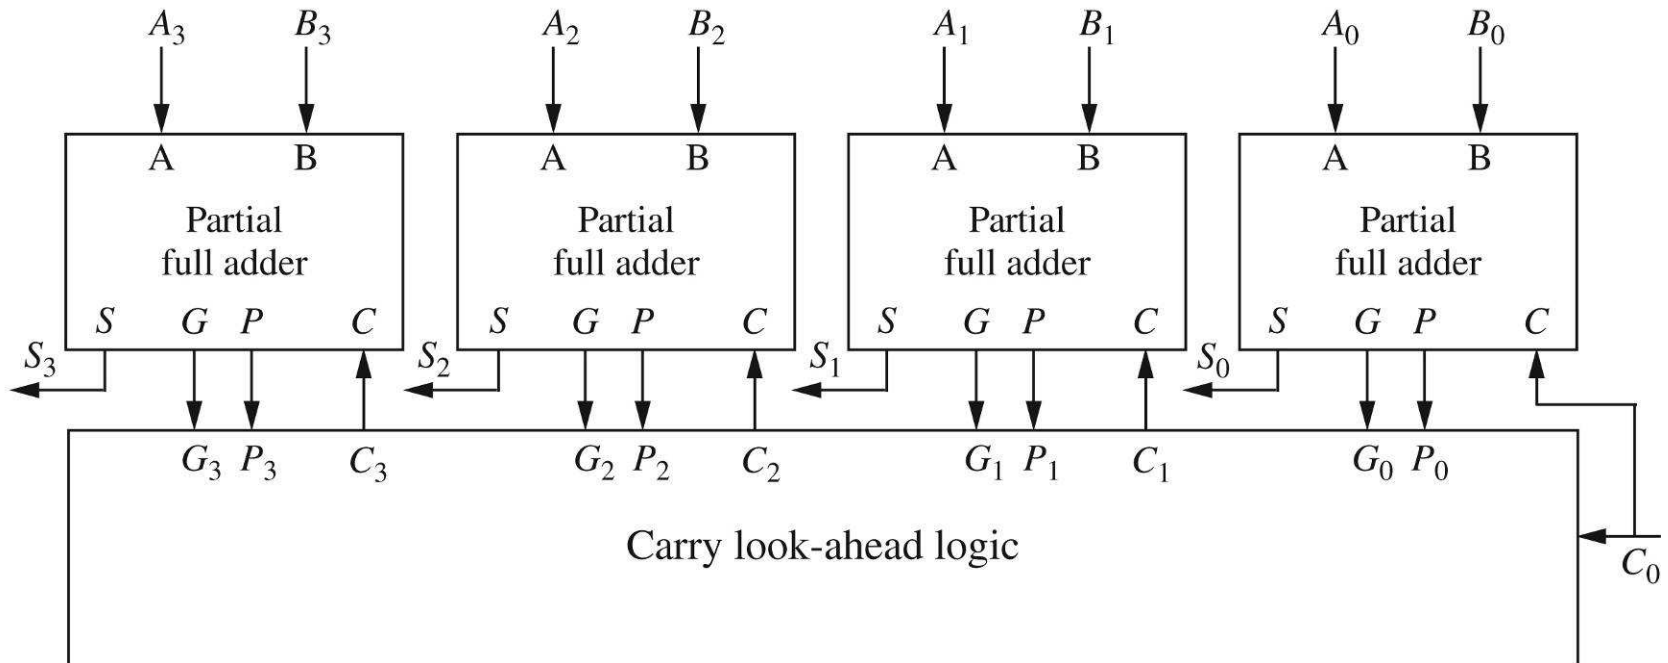 A3 B3 A2 B2 A1 B1 A0 B0
A B A B A B A B
Partial Partial Partial Partial
full adder full adder full adder full adder
S G P C S G P C S G P C S G P C
S3 S2 S1 S0
G3 P3 C3 G2 P2 C2 G1 P1 C1 G0 P0
Carry look-ahead logic
C0